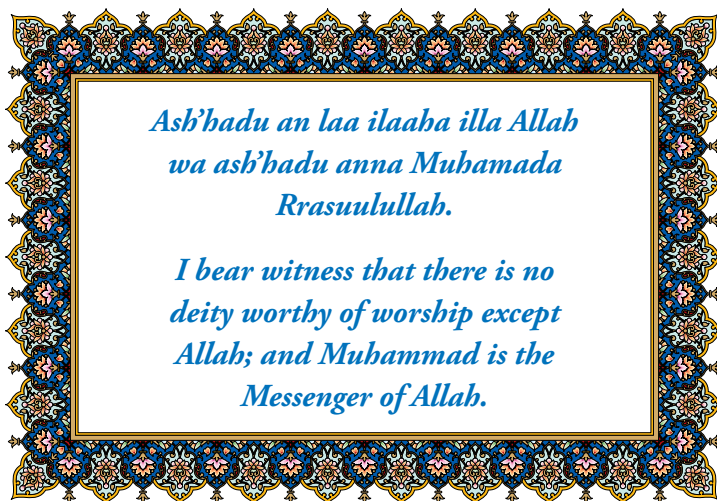 Ash’hadu an laa ilaaha illa Allah
wa ash’hadu anna Muhamada
Rrasuulullah.
I bear witness that there is no
deity worthy of worship except
Allah; and Muhammad is the
Messenger of Allah.